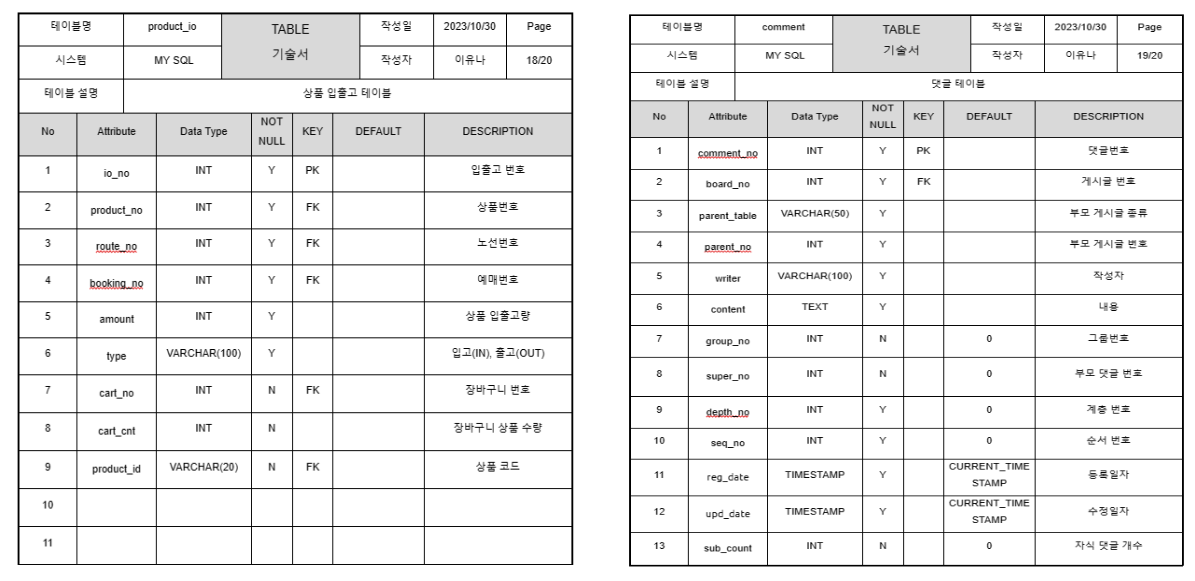 테이블명 product_io TABLE 기술서 작성일 2023/10/30 Page
시스템 MY SQL 작성자 이유나 18/20
테이블 설명 상품 입출고 테이블
No Attribute Data Type NOT NULL KEY DEFAULT DESCRIPTION
1 io_no INT Y PK 입출고 번호
2 product_no INT Y FK 상품번호
3 route_no INT Y FK 노선번호
4 booking_no INT Y FK 예매번호
5 amount INT Y 상품 입출고량
6 type VARCHAR(100) Y 입고(IN), 출고(OUT)
7 cart_no INT N FK 장바구니 번호
8 cart_cnt INT N 장바구니 상품 수량
9 product_id VARCHAR(20) N FK 상품 코드
10
11
테이블명 comment TABLE 기술서 작성일 2023/10/30 Page
시스템 MY SQL 작성자 이유나 19/20
테이블 설명 댓글 테이블
No Attribute Data Type NOT NULL KEY DEFAULT DESCRIPTION
1 comment_no INT Y PK 댓글번호
2 board_no INT Y FK 게시글 번호
3 parent_table VARCHAR(50) Y 부모 게시글 종류
4 parent_no INT Y 부모 게시글 번호
5 writer VARCHAR(100) Y 작성자
6 content TEXT Y 내용
7 group_no INT N 0 그룹번호
8 super_no INT N 0 부모 댓글 번호
9 depth_no INT Y 0 계층 번호
10 seq_no INT Y 0 순서 번호
11 reg_date TIMESTAMP Y CURRENT_TIMESTAMP 등록일자
12 upd_date TIMESTAMP Y CURRENT_TIMESTAMP 수정일자
13 sub_count INT N 0 자식 댓글 개수